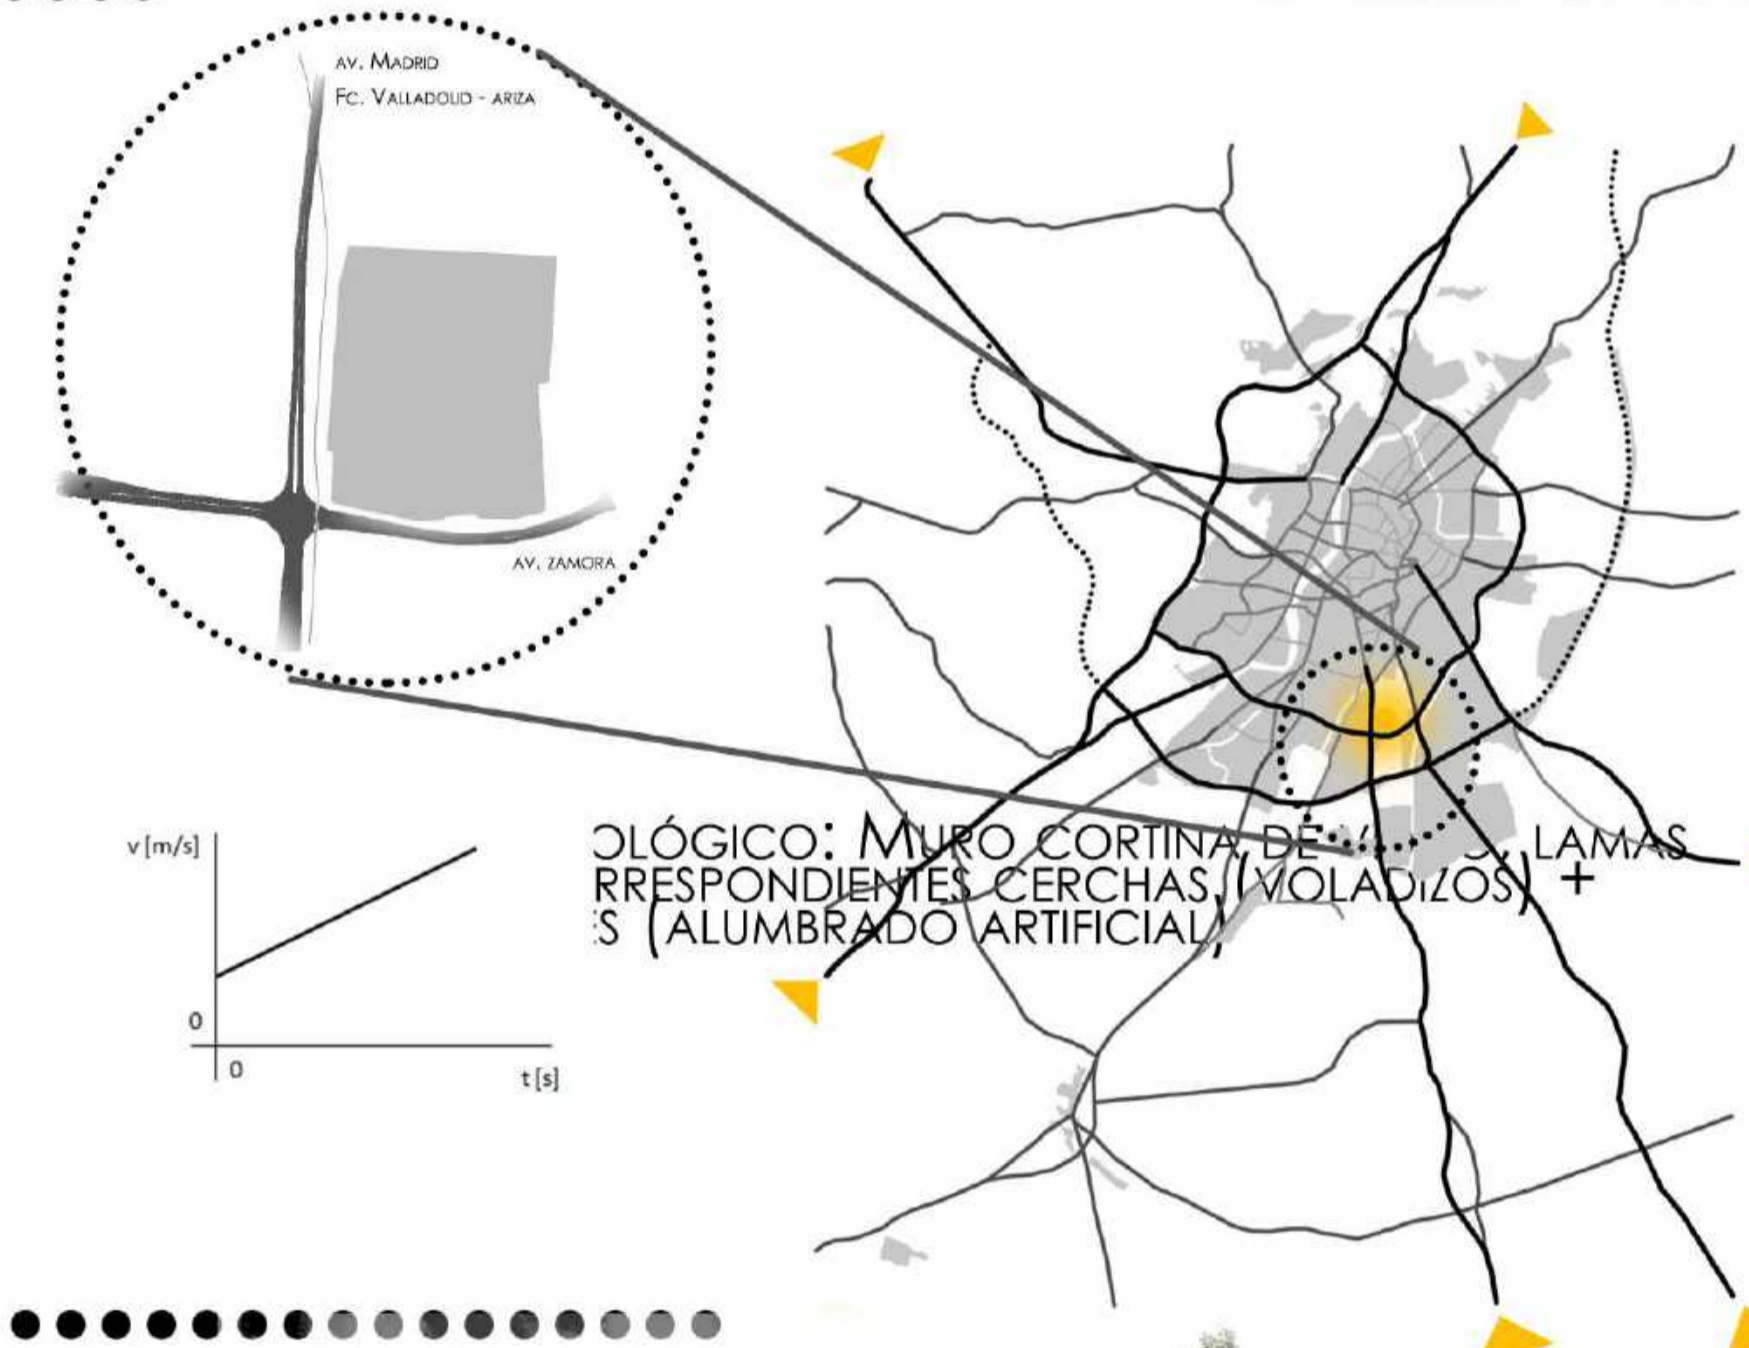 AV. MADRID
FC. VALLADOLID - ARIZA
AV. ZAMORA
OLÓGICO: MURO CORTINA DE LAMAS
RRESPONDIENTES CERCHAS (VOLADIZOS) +
S (ALUMBRADO ARTIFICIAL)
v [m/s]
0
0
t [s]